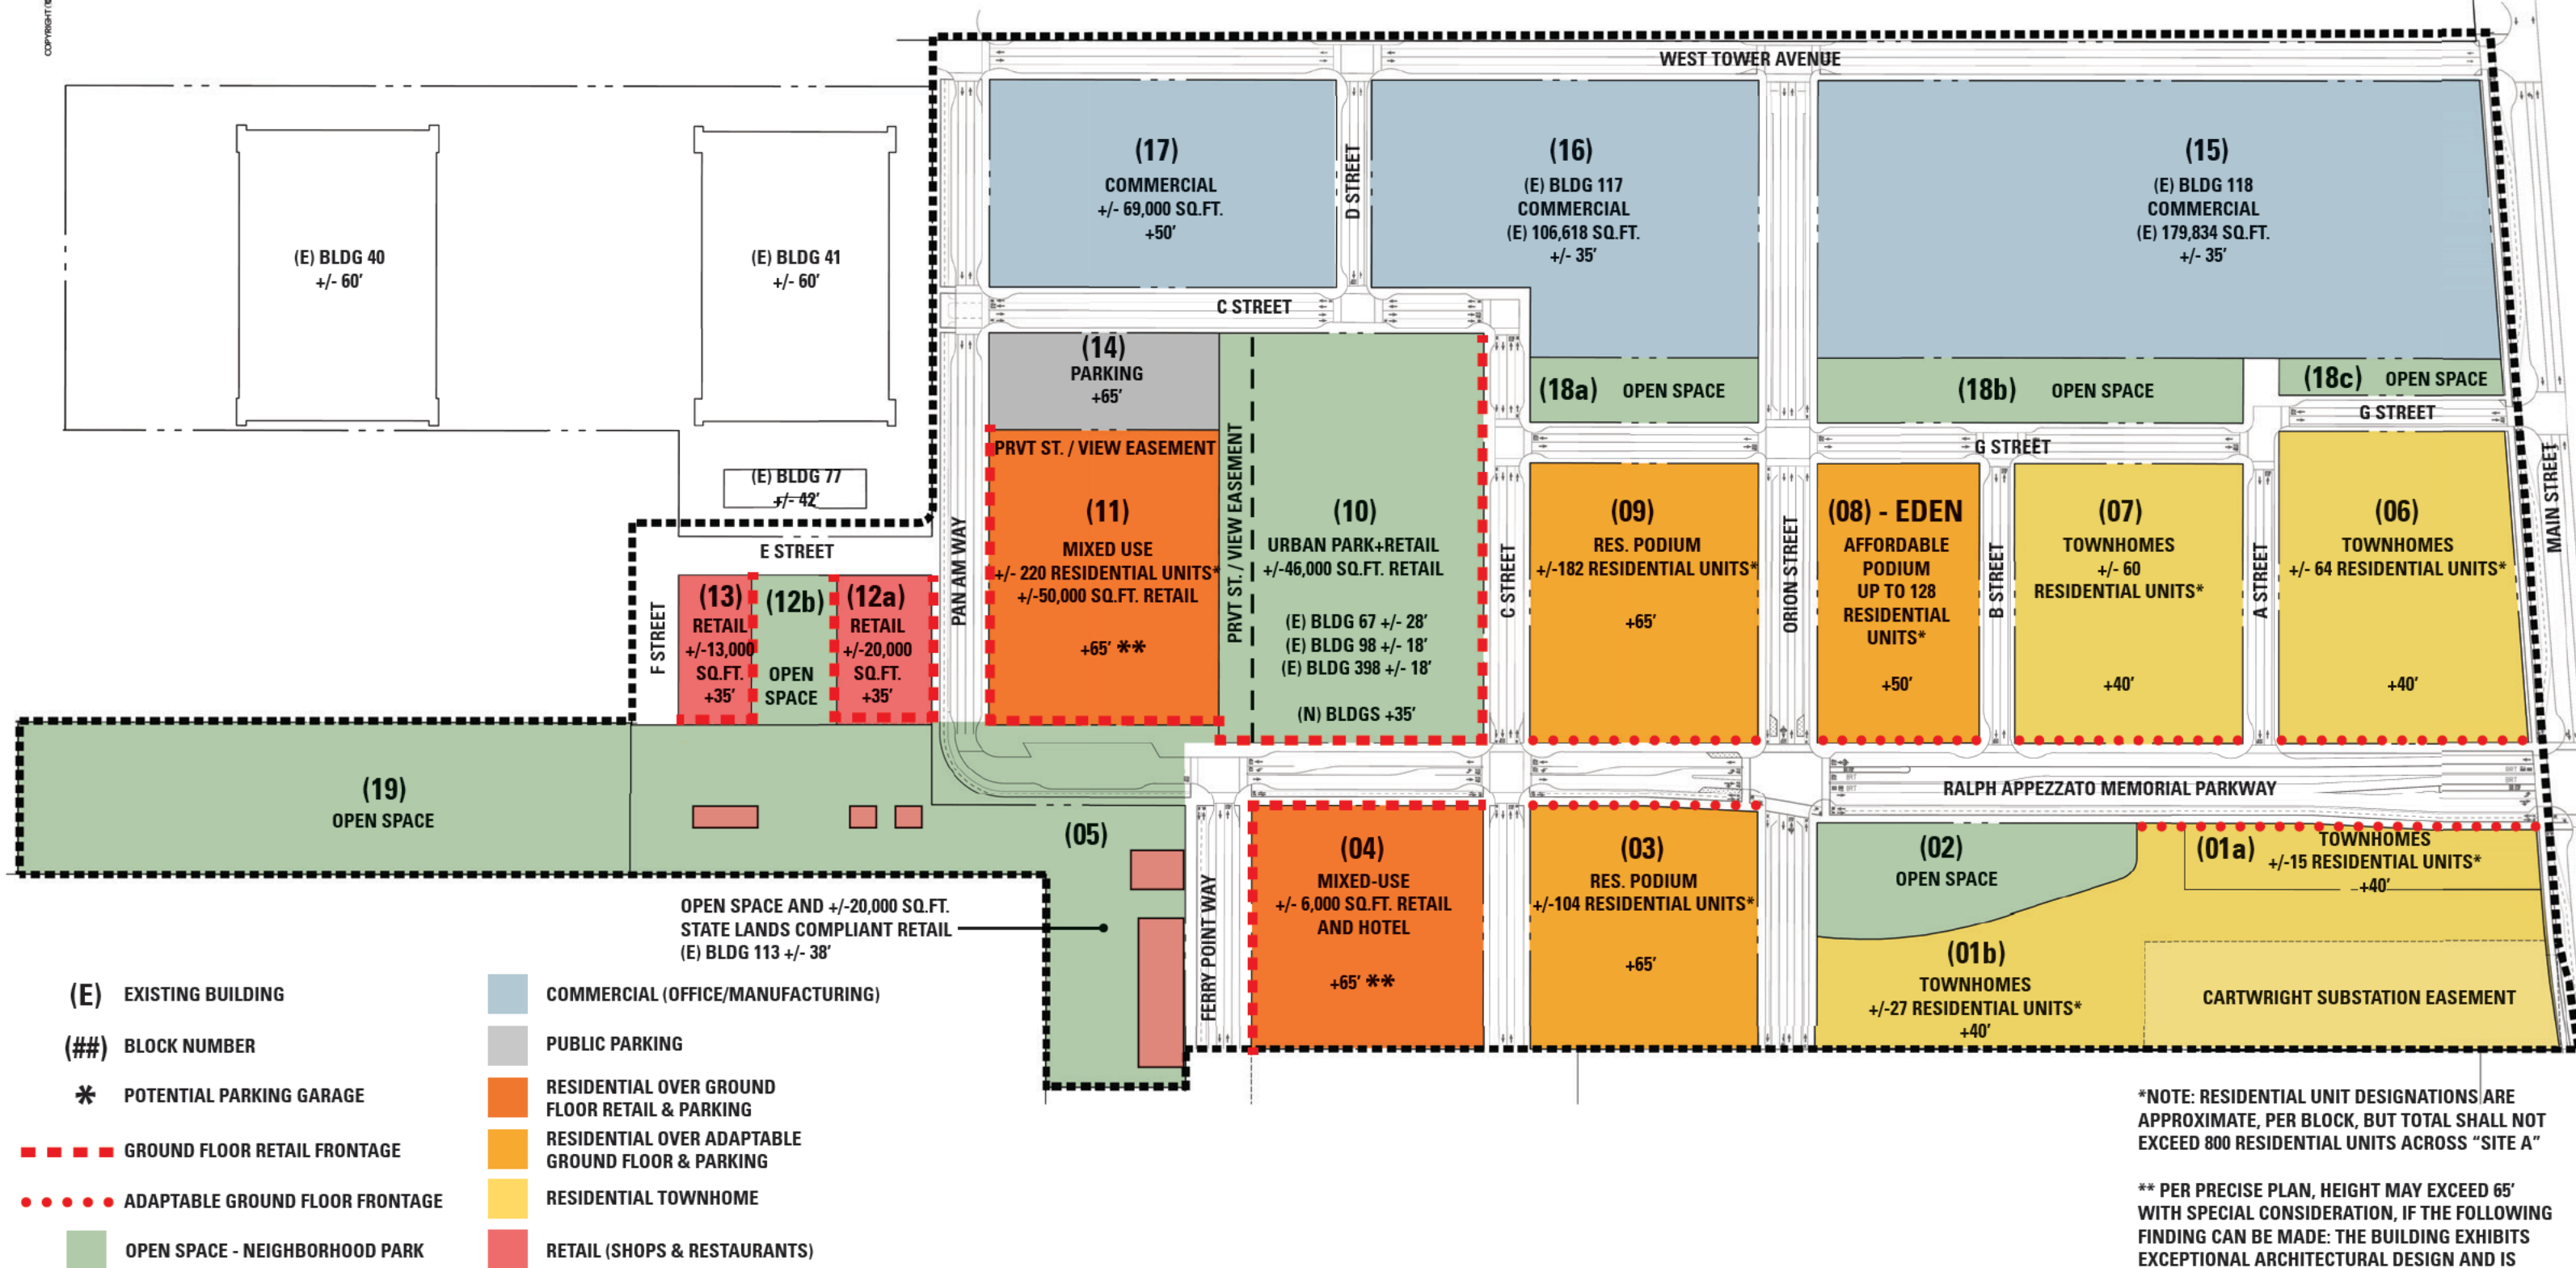 COPYRIGHT
WEST TOWER AVENUE
(17)
COMMERCIAL
+/- 69,000 SQ.FT.
+50'
D STREET
(16)
(E) BLDG 117
COMMERCIAL
(E) 106,618 SQ.FT.
+/- 35'
(15)
(E) BLDG 118
COMMERCIAL
(E) 179,834 SQ.FT.
+/- 35'
(E) BLDG 40
+/- 60'
(E) BLDG 41
+/- 60'
C STREET
(14)
PARKING
+65'
(18a) OPEN SPACE
(18b) OPEN SPACE
(18c) OPEN SPACE
G STREET
G STREET
MAIN STREET
(E) BLDG 77
+/- 42'
E STREET
F STREET
(13)
RETAIL
+/-13,000
SQ.FT.
+35'
(12b)
OPEN
SPACE
(12a)
RETAIL
+/-20,000
SQ.FT.
+35'
PAN AM WAY
PRVT ST. / VIEW EASEMENT
(11)
MIXED USE
+/- 220 RESIDENTIAL UNITS*
+/-50,000 SQ.FT. RETAIL
+65' **
PRVT ST. / VIEW EASEMENT
(10)
URBAN PARK+RETAIL
+/-46,000 SQ.FT. RETAIL
(E) BLDG 67 +/- 28'
(E) BLDG 98 +/- 18'
(E) BLDG 398 +/- 18'
(N) BLDGS +35'
C STREET
(09)
RES. PODIUM
+/-182 RESIDENTIAL UNITS*
+65'
ORION STREET
(08) - EDEN
AFFORDABLE
PODIUM
UP TO 128
RESIDENTIAL
UNITS*
+50'
B STREET
(07)
TOWNHOMES
+/- 60
RESIDENTIAL UNITS*
+40'
A STREET
(06)
TOWNHOMES
+/- 64 RESIDENTIAL UNITS*
+40'
(19)
OPEN SPACE
(05)
RALPH APPEZZATO MEMORIAL PARKWAY
OPEN SPACE AND +/-20,000 SQ.FT.
STATE LANDS COMPLIANT RETAIL
(E) BLDG 113 +/- 38'
FERRY POINT WAY
(04)
MIXED-USE
+/- 6,000 SQ.FT. RETAIL
AND HOTEL
+65' **
(03)
RES. PODIUM
+/-104 RESIDENTIAL UNITS*
+65'
(02)
OPEN SPACE
(01a)
TOWNHOMES
+/-15 RESIDENTIAL UNITS*
+40'
(01b)
TOWNHOMES
+/-27 RESIDENTIAL UNITS*
+40'
CARTWRIGHT SUBSTATION EASEMENT
(E) EXISTING BUILDING
(##) BLOCK NUMBER
* POTENTIAL PARKING GARAGE
GROUND FLOOR RETAIL FRONTAGE
ADAPTABLE GROUND FLOOR FRONTAGE
OPEN SPACE - NEIGHBORHOOD PARK
COMMERCIAL (OFFICE/MANUFACTURING)
PUBLIC PARKING
RESIDENTIAL OVER GROUND
FLOOR RETAIL & PARKING
RESIDENTIAL OVER ADAPTABLE
GROUND FLOOR & PARKING
RESIDENTIAL TOWNHOME
RETAIL (SHOPS & RESTAURANTS)
*NOTE: RESIDENTIAL UNIT DESIGNATIONS ARE
APPROXIMATE, PER BLOCK, BUT TOTAL SHALL NOT
EXCEED 800 RESIDENTIAL UNITS ACROSS “SITE A”
** PER PRECISE PLAN, HEIGHT MAY EXCEED 65'
WITH SPECIAL CONSIDERATION, IF THE FOLLOWING
FINDING CAN BE MADE: THE BUILDING EXHIBITS
EXCEPTIONAL ARCHITECTURAL DESIGN AND IS